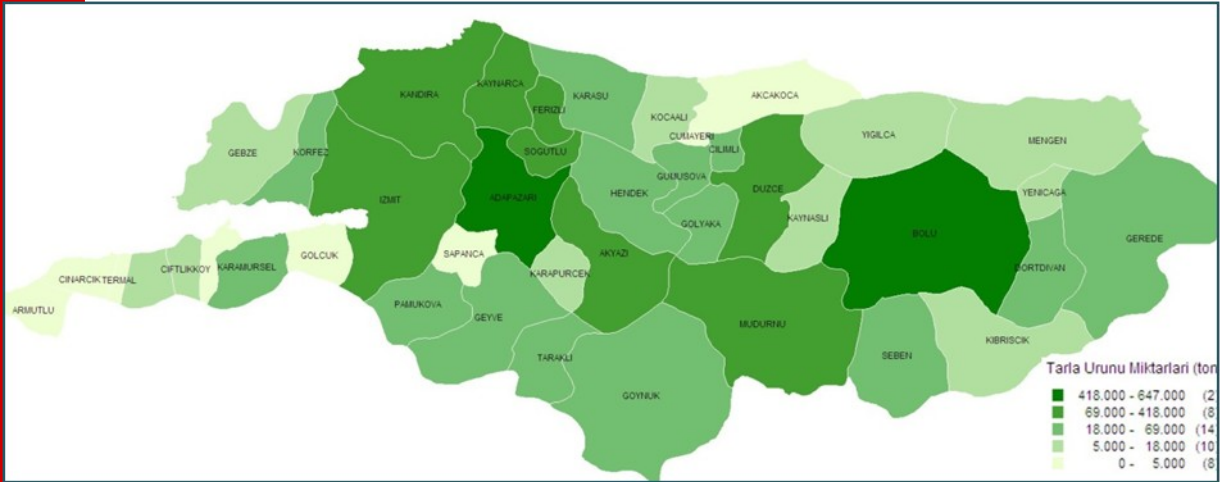 KANDIRA
KAYNARCA
FERIZLI
KARASU
KOCAALI
AKCAKOCA
CUMAYERI
CILIMLI
YIGILCA
MENGEN
GEBZE
KORFEZ
SOGUTLU
IZMIT
ADAPAZARI
HENDEK
GUMUSOVA
GOLYAKA
DUZCE
KAYNASLI
BOLU
YENICAGA
GEREDE
DORTDIVAN
ARMUTLU
CINARCIK
TERMAL
CIFTLIKKOY
KARAMURSEL
GOLCUK
SAPANCA
KARAPURCEK
AKYAZI
PAMUKOVA
GEYVE
TARAKLI
GOYNUK
MUDURNU
SEBEN
KIBRISCIK
Tarla Urunu Miktarlari (ton
418.000 - 647.000 (2
69.000 - 418.000 (8
18.000 - 69.000 (14
5.000 - 18.000 (10
0 - 5.000 (8